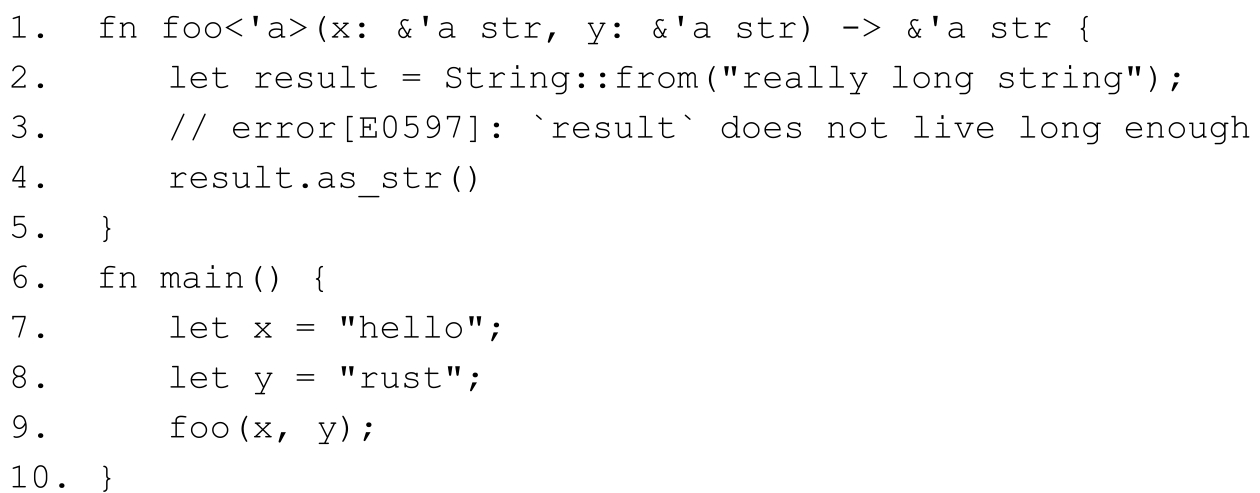 1. fn foo<'a>(x: &'a str, y: &'a str) -> &'a str {
2. let result = String::from("really long string");
3. // error[E0597]: `result` does not live long enough
4. result.as_str()
5. }
6. fn main() {
7. let x = "hello";
8. let y = "rust";
9. foo(x, y);
10. }